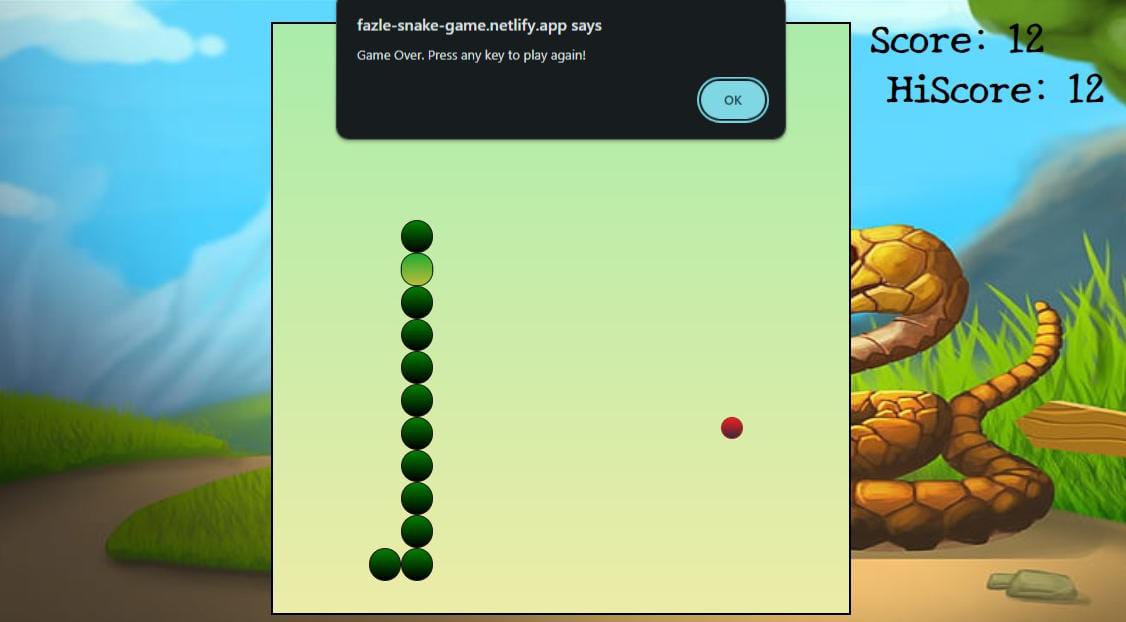 fazle-snake-game.netlify.app says
Game Over. Press any key to play again!
OK
Score: 12
HiScore: 12